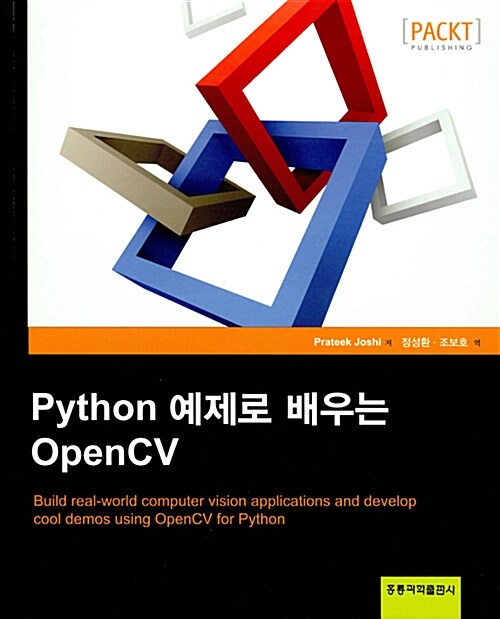 [PACKT]
PUBLISHING
Prateek Joshi 저 정성환 · 조보호 역
Python 예제로 배우는
OpenCV
Build real-world computer vision applications and develop
cool demos using OpenCV for Python
홍릉과학출판사